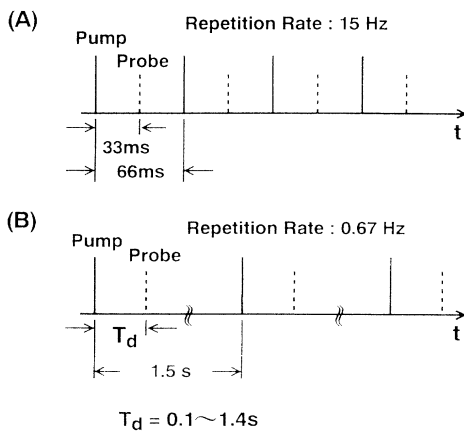 (A)
Repetition Rate : 15 Hz
Pump
Probe
t
33ms
66ms
(B)
Repetition Rate : 0.67 Hz
Pump
Probe
t
Td
1.5 s
Td = 0.1～1.4s